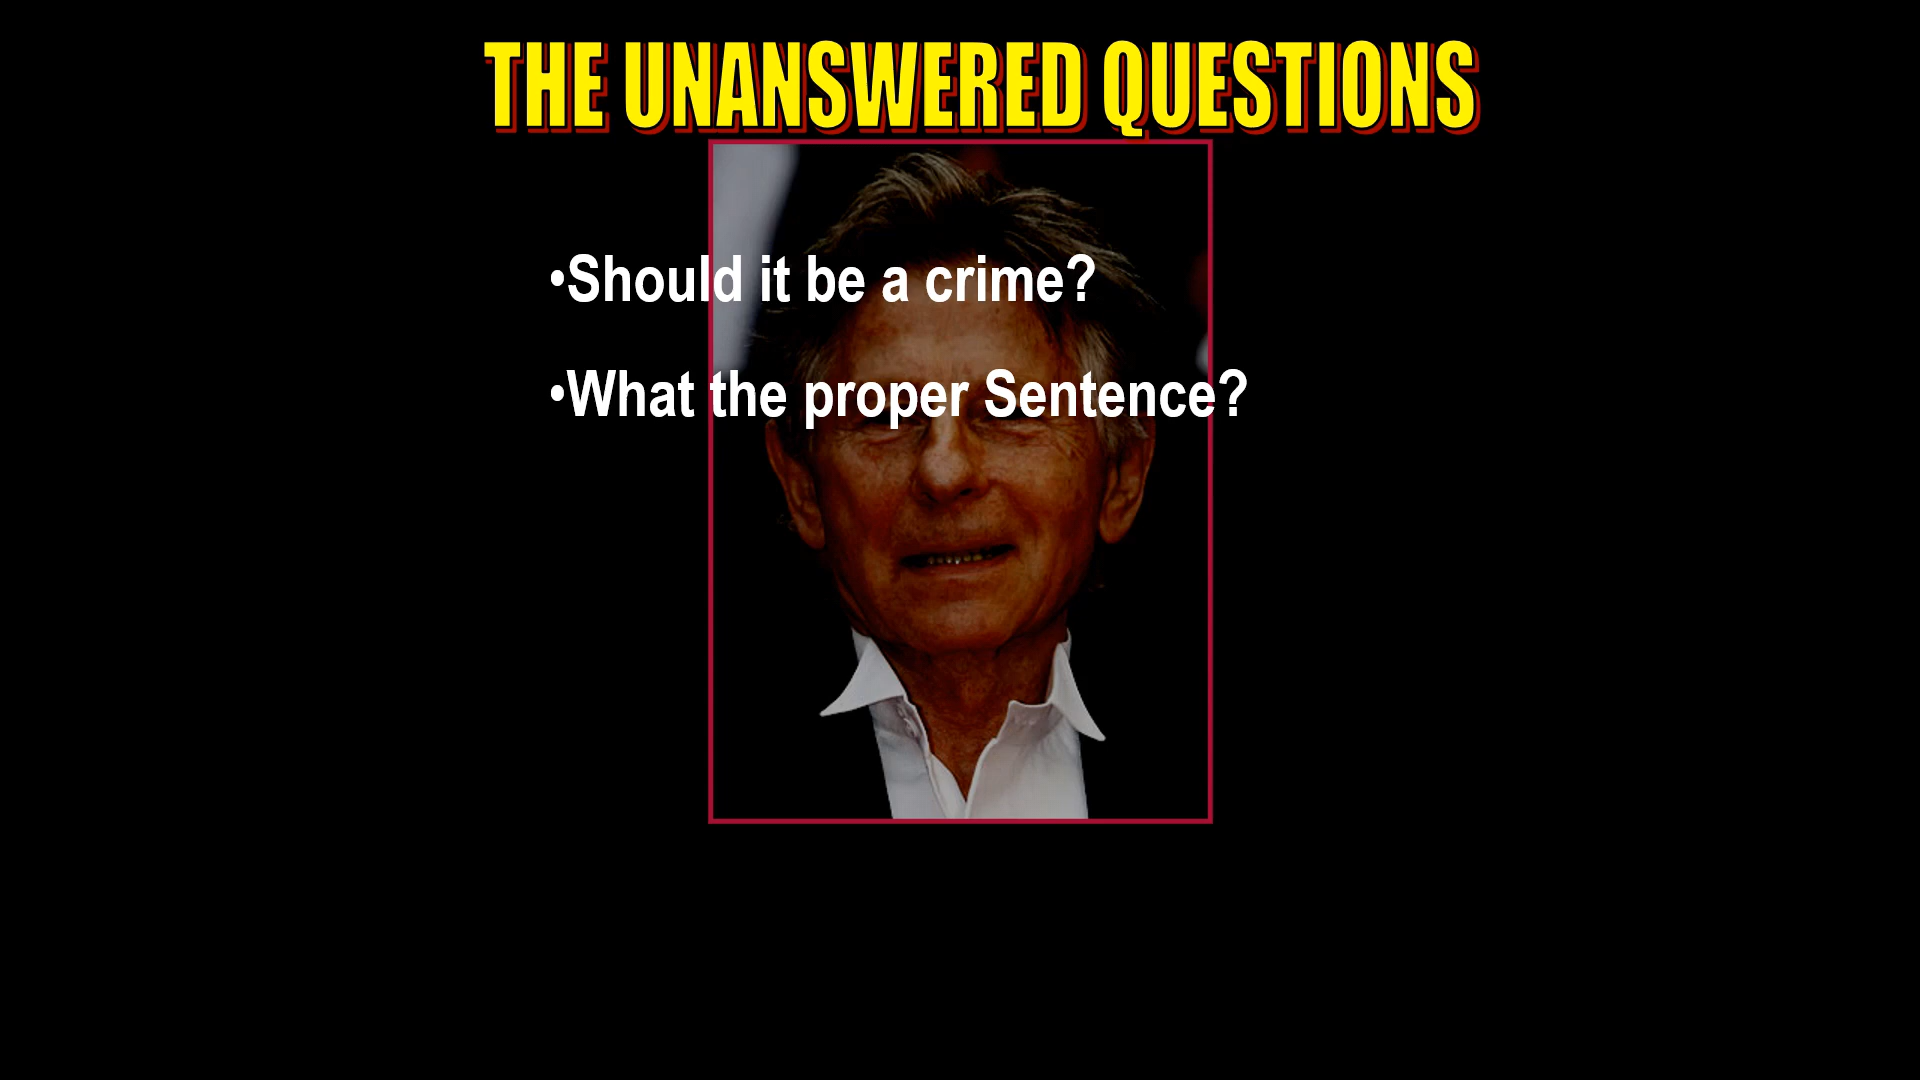 THE UNANSWERED QUESTIONS
•Should it be a crime?
•What the proper Sentence?